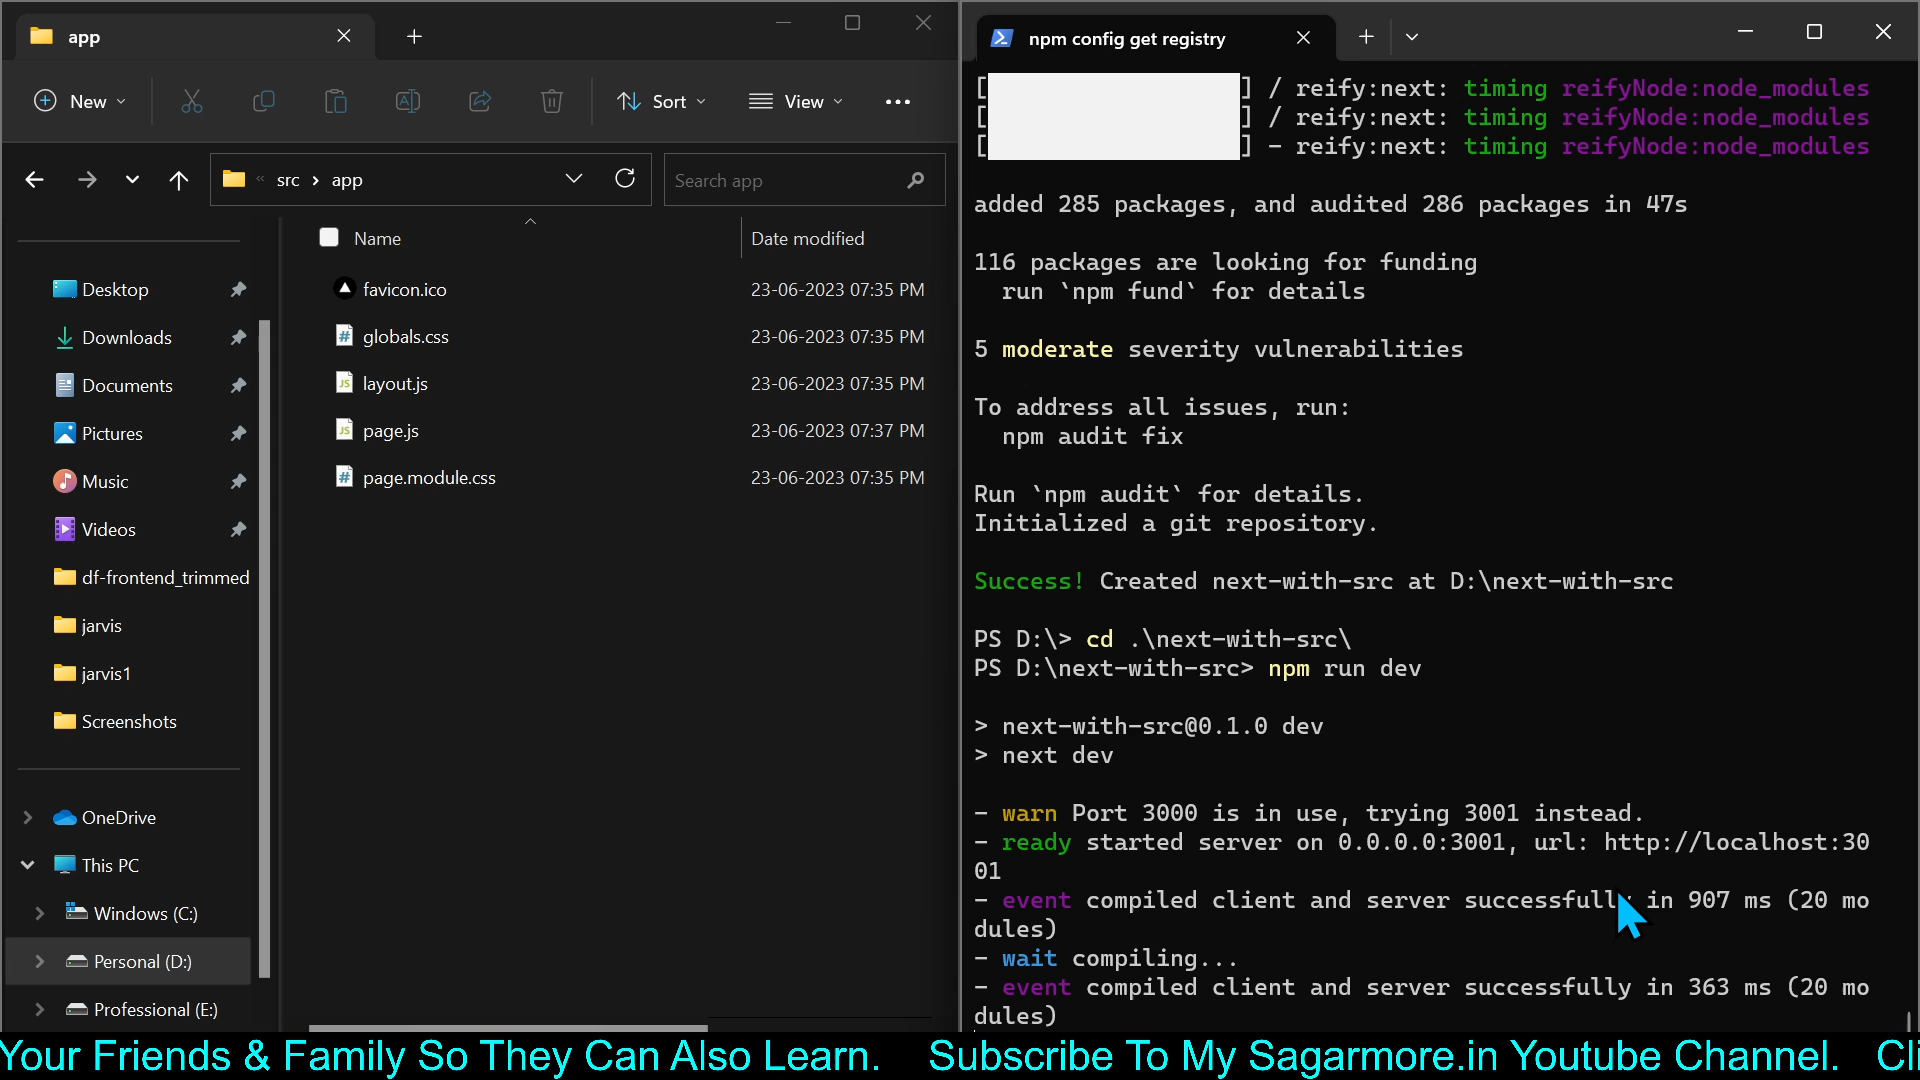 app
New
Sort
View
src > app
Search app
Name
Date modified
favicon.ico
23-06-2023 07:35 PM
globals.css
23-06-2023 07:35 PM
layout.js
23-06-2023 07:35 PM
page.js
23-06-2023 07:37 PM
page.module.css
23-06-2023 07:35 PM
Desktop
Downloads
Documents
Pictures
Music
Videos
df-frontend_trimmed
jarvis
jarvis1
Screenshots
OneDrive
This PC
Windows (C:)
Personal (D:)
Professional (E:)
npm config get registry
[ ] / reify:next: timing reifyNode:node_modules
[ ] / reify:next: timing reifyNode:node_modules
[ ] - reify:next: timing reifyNode:node_modules
added 285 packages, and audited 286 packages in 47s
116 packages are looking for funding
run `npm fund` for details
5 moderate severity vulnerabilities
To address all issues, run:
npm audit fix
Run `npm audit` for details.
Initialized a git repository.
Success! Created next-with-src at D:\next-with-src
PS D:\> cd .\next-with-src\
PS D:\next-with-src> npm run dev
> next-with-src@0.1.0 dev
> next dev
- warn Port 3000 is in use, trying 3001 instead.
- ready started server on 0.0.0.0:3001, url: http://localhost:30
01
- event compiled client and server successfully in 907 ms (20 mo
dules)
- wait compiling...
- event compiled client and server successfully in 363 ms (20 mo
dules)
Your Friends & Family So They Can Also Learn. Subscribe To My Sagarmore.in Youtube Channel. Cli